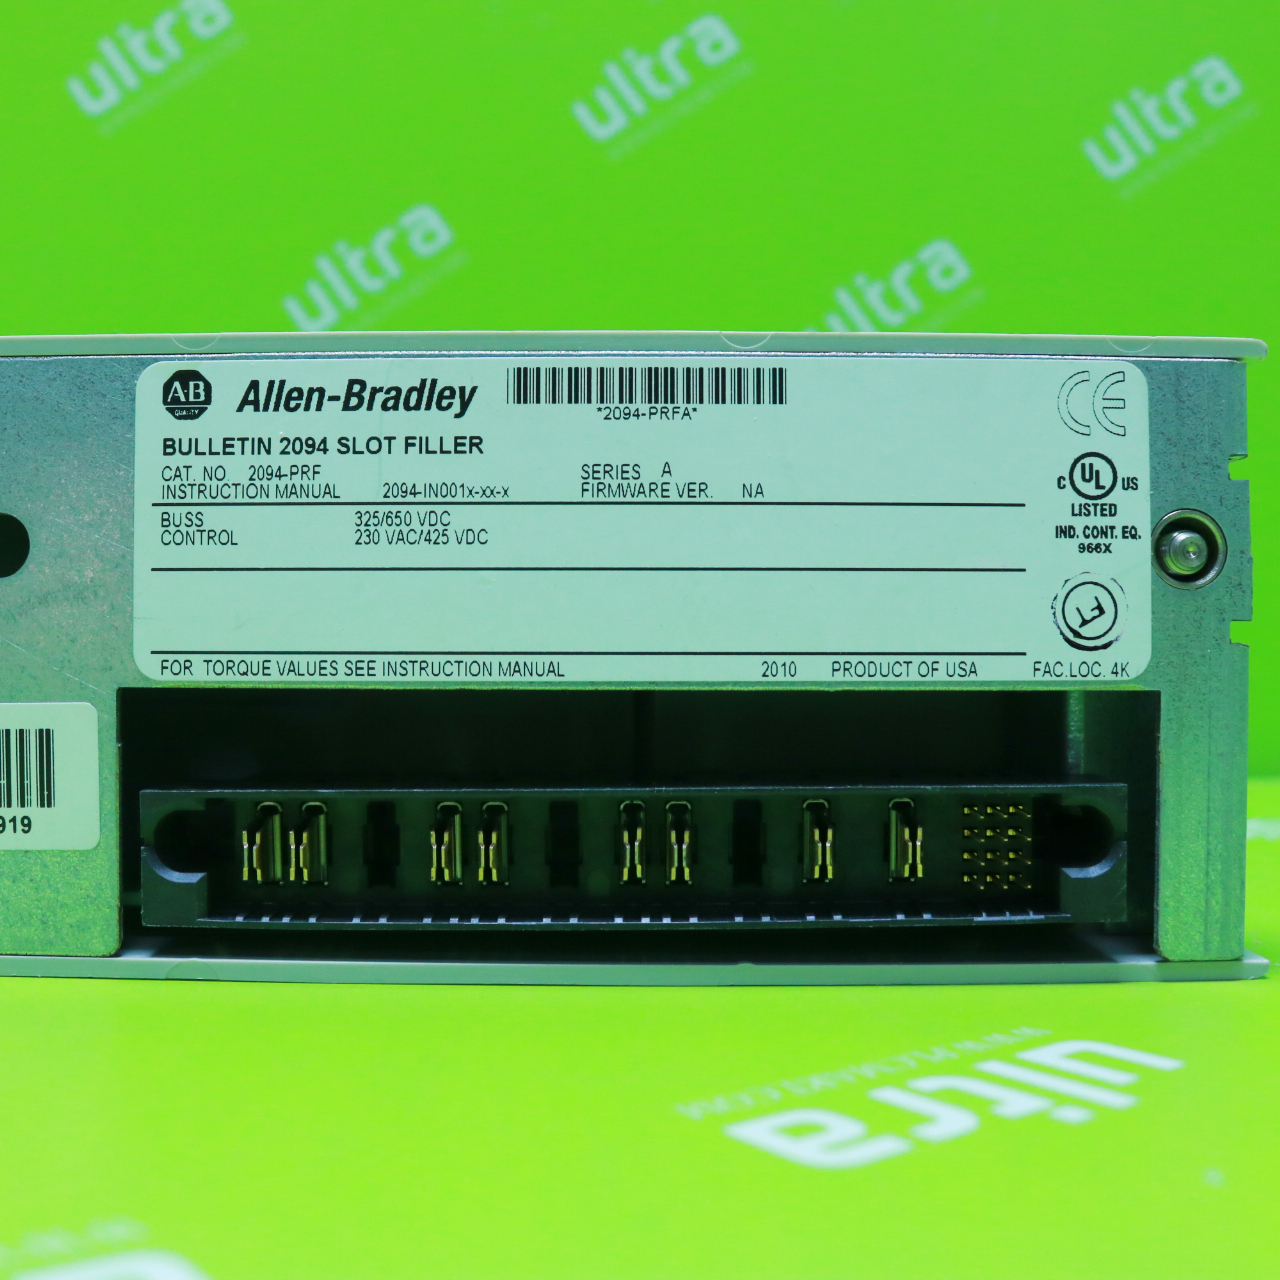 ultra
ultra
ultra
ultra
ultra
A-B
QUALITY
Allen-Bradley
*2094-PRFA*
BULLETIN 2094 SLOT FILLER
CAT. NO. 2094-PRF SERIES A
INSTRUCTION MANUAL 2094-IN001x-xx-x FIRMWARE VER. NA
BUSS 325/650 VDC
CONTROL 230 VAC/425 VDC
FOR TORQUE VALUES SEE INSTRUCTION MANUAL 2010 PRODUCT OF USA FAC.LOC. 4K
CE
C UL US
LISTED
IND. CONT. EQ.
966X
919
ultra